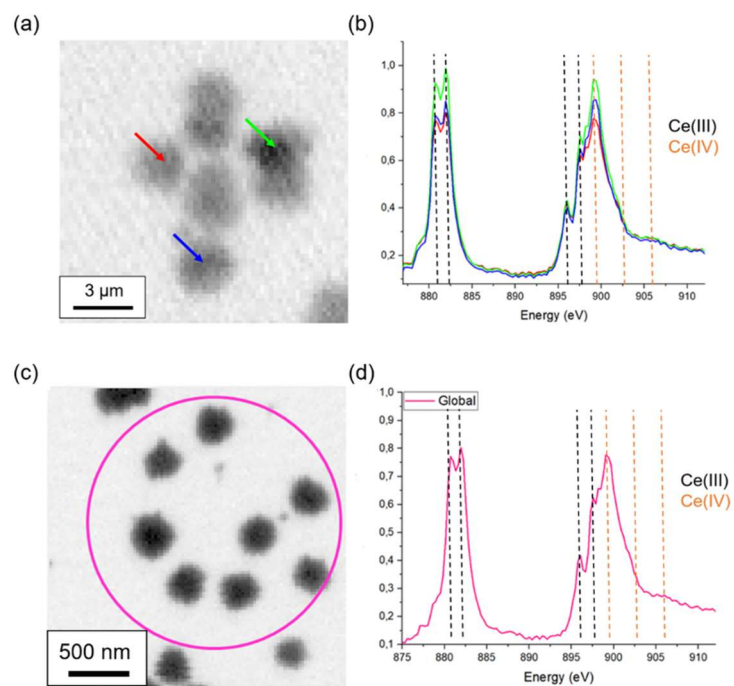 (a)
3 µm
(b)
1,0
0,8
0,6
0,4
0,2
880 885 890 895 900 905 910
Energy (eV)
Ce(III)
Ce(IV)
(c)
500 nm
(d)
Global
1,0
0,9
0,8
0,7
0,6
0,5
0,4
0,3
0,2
0,1
875 880 885 890 895 900 905 910
Energy (eV)
Ce(III)
Ce(IV)